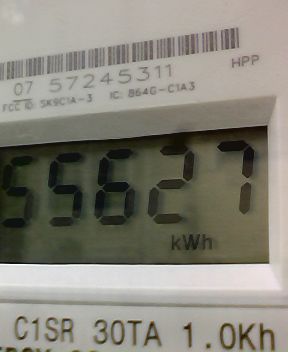 07 57245311
HPP
FCC ID: SK9C1A-3 IC: 864G-C1A3
55627
kWh
C1SR 30TA 1.0Kh